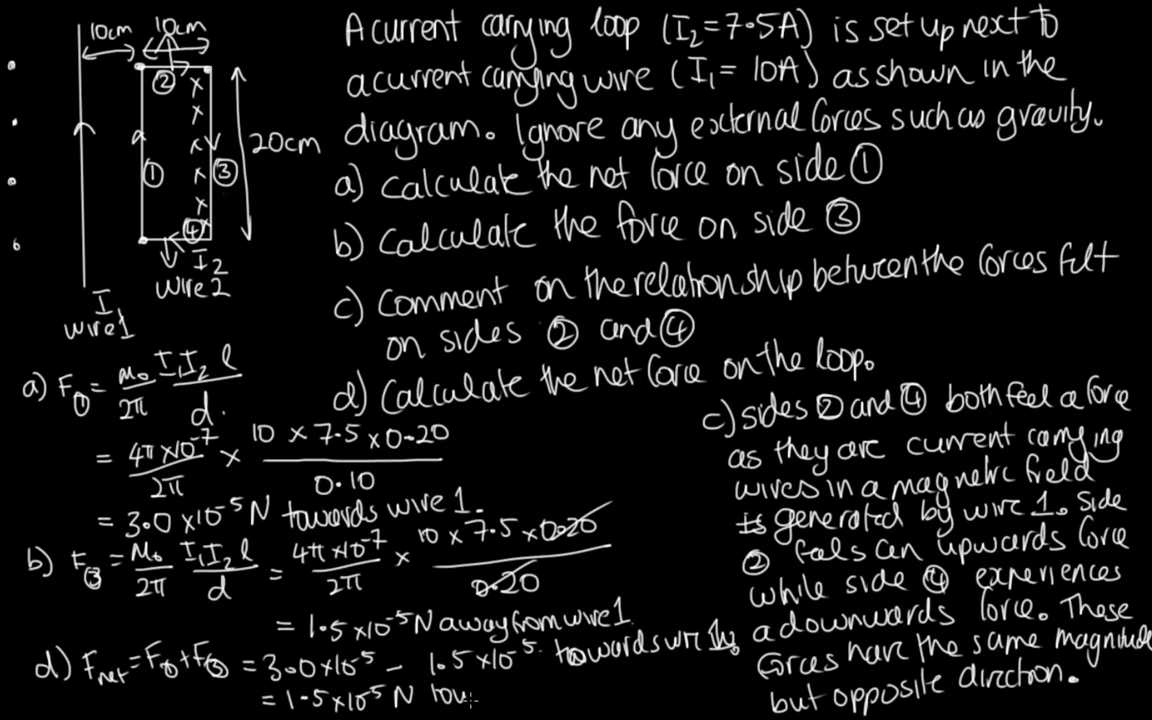 10cm 10cm
② 
20cm
① ③
④
I₂
wire2
I
wire1
A current carrying loop (I₂=7.5A) is set up next to
a current carrying wire (I₁= 10A) as shown in the
diagram. Ignore any external forces such as gravity.
a) Calculate the net force on side ①
b) Calculate the force on side ③
c) Comment on the relationship between the forces felt
on sides ② and ④
d) Calculate the net force on the loop.
a) F① = μ₀/2π I₁I₂ l/d.
= 4π×10⁻⁷/2π × 10 × 7.5 × 0.20/0.10
= 3.0 ×10⁻⁵ N towards wire 1.
b) F③ = μ₀/2π I₁I₂ l/d = 4π×10⁻⁷/2π × 10 × 7.5 × 0.20/0.20
= 1.5×10⁻⁵ N away from wire 1.
d) Fnet = F① + F③ = 3.0×10⁻⁵ - 1.5×10⁻⁵ towards wire 1.
= 1.5×10⁻⁵ N tow
c) sides ② and ④ both feel a force
as they are current carrying
wires in a magnetic field
generated by wire 1. Side
② feels an upwards force
while side ④ experiences
a downwards force. These
forces have the same magnitude
but opposite direction.